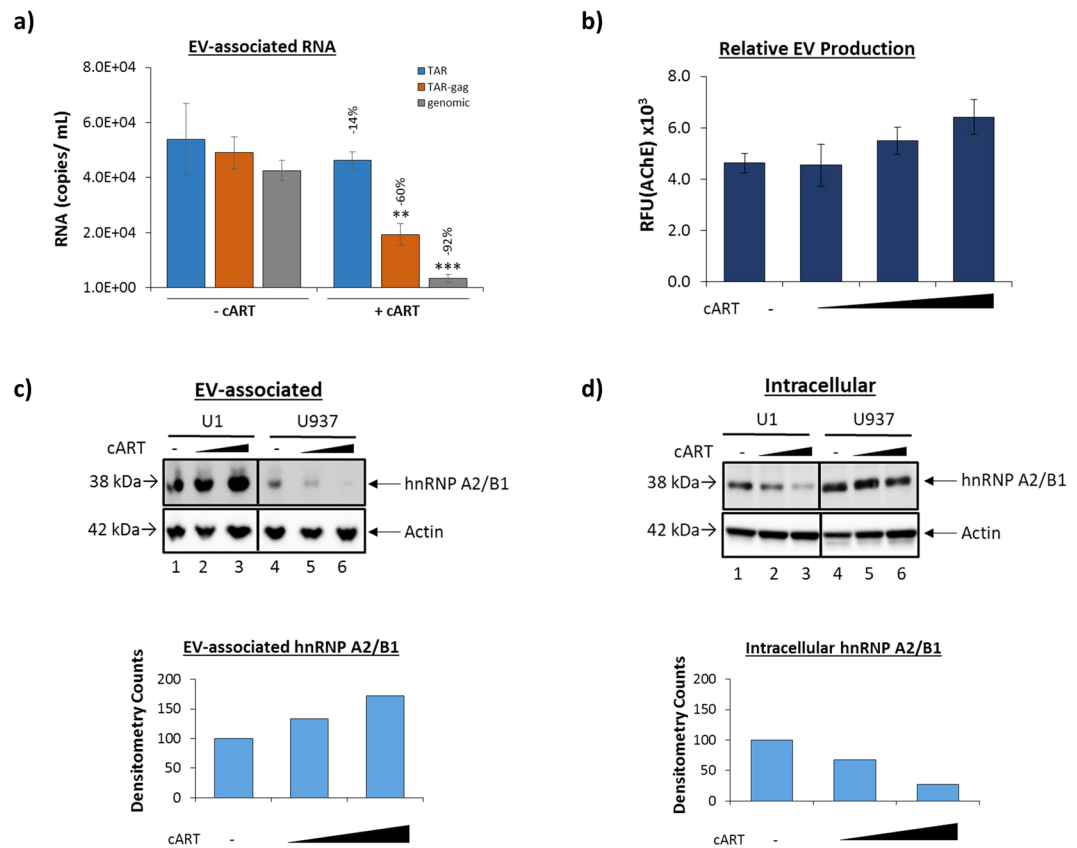 a)
EV-associated RNA
RNA (copies/ mL)
8.0E+04
6.0E+04
4.0E+04
2.0E+04
1.0E+00
TAR
TAR-gag
genomic
-14%
-60%
**
-92%
***
- cART
+ cART
b)
Relative EV Production
RFU(AchE) x10³
8.0
6.0
4.0
2.0
0.0
cART -
c)
EV-associated
U1 U937
cART - -
38 kDa→ ←hnRNP A2/B1
42 kDa→ ←Actin
1 2 3 4 5 6
EV-associated hnRNP A2/B1
Densitometry Counts
200
150
100
50
0
cART -
d)
Intracellular
U1 U937
cART - -
38 kDa→ ←hnRNP A2/B1
42 kDa→ ←Actin
1 2 3 4 5 6
Intracellular hnRNP A2/B1
Densitometry Counts
200
150
100
50
0
cART -